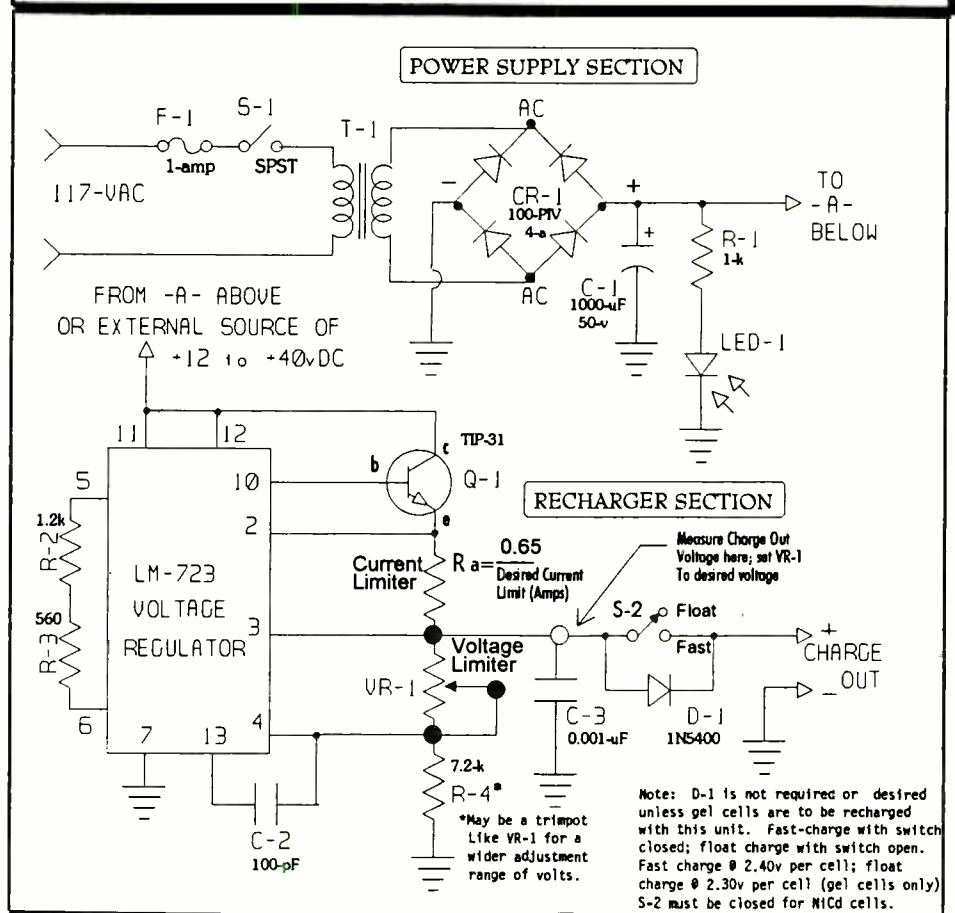 POWER SUPPLY SECTION
AC
F-1
S-1
T-1
1-amp
SPST
117-VAC
CR-1
100-PIV
4-a
-
+
+
AC
C-1
1000-uF
50-v
R-1
1-k
LED-1
TO
-A-
BELOW
FROM -A- ABOVE
OR EXTERNAL SOURCE OF
+12 to +40vDC
11
12
TIP-31
c
b
e
Q-1
5
10
2
3
4
6
7
13
1.2k
R-2
560
R-3
LM-723
VOLTAGE
REGULATOR
RECHARGER SECTION
Current
Limiter
Ra= 0.65
Desired Current
Limit (Amps)
Measure Charge Out
Voltage here; set VR-1
To desired voltage
S-2
Float
Fast
Voltage
Limiter
VR-1
C-3
0.001-uF
D-1
1N5400
+
CHARGE
_ OUT
7.2-k
R-4*
*May be a trimpot
Like VR-1 for a
wider adjustment
range of volts.
C-2
100-pF
Note: D-1 is not required or desired
unless gel cells are to be recharged
with this unit. Fast-charge with switch
closed; float charge with switch open.
Fast charge @ 2.40v per cell; float
charge @ 2.30v per cell (gel cells only)
S-2 must be closed for NiCd cells.